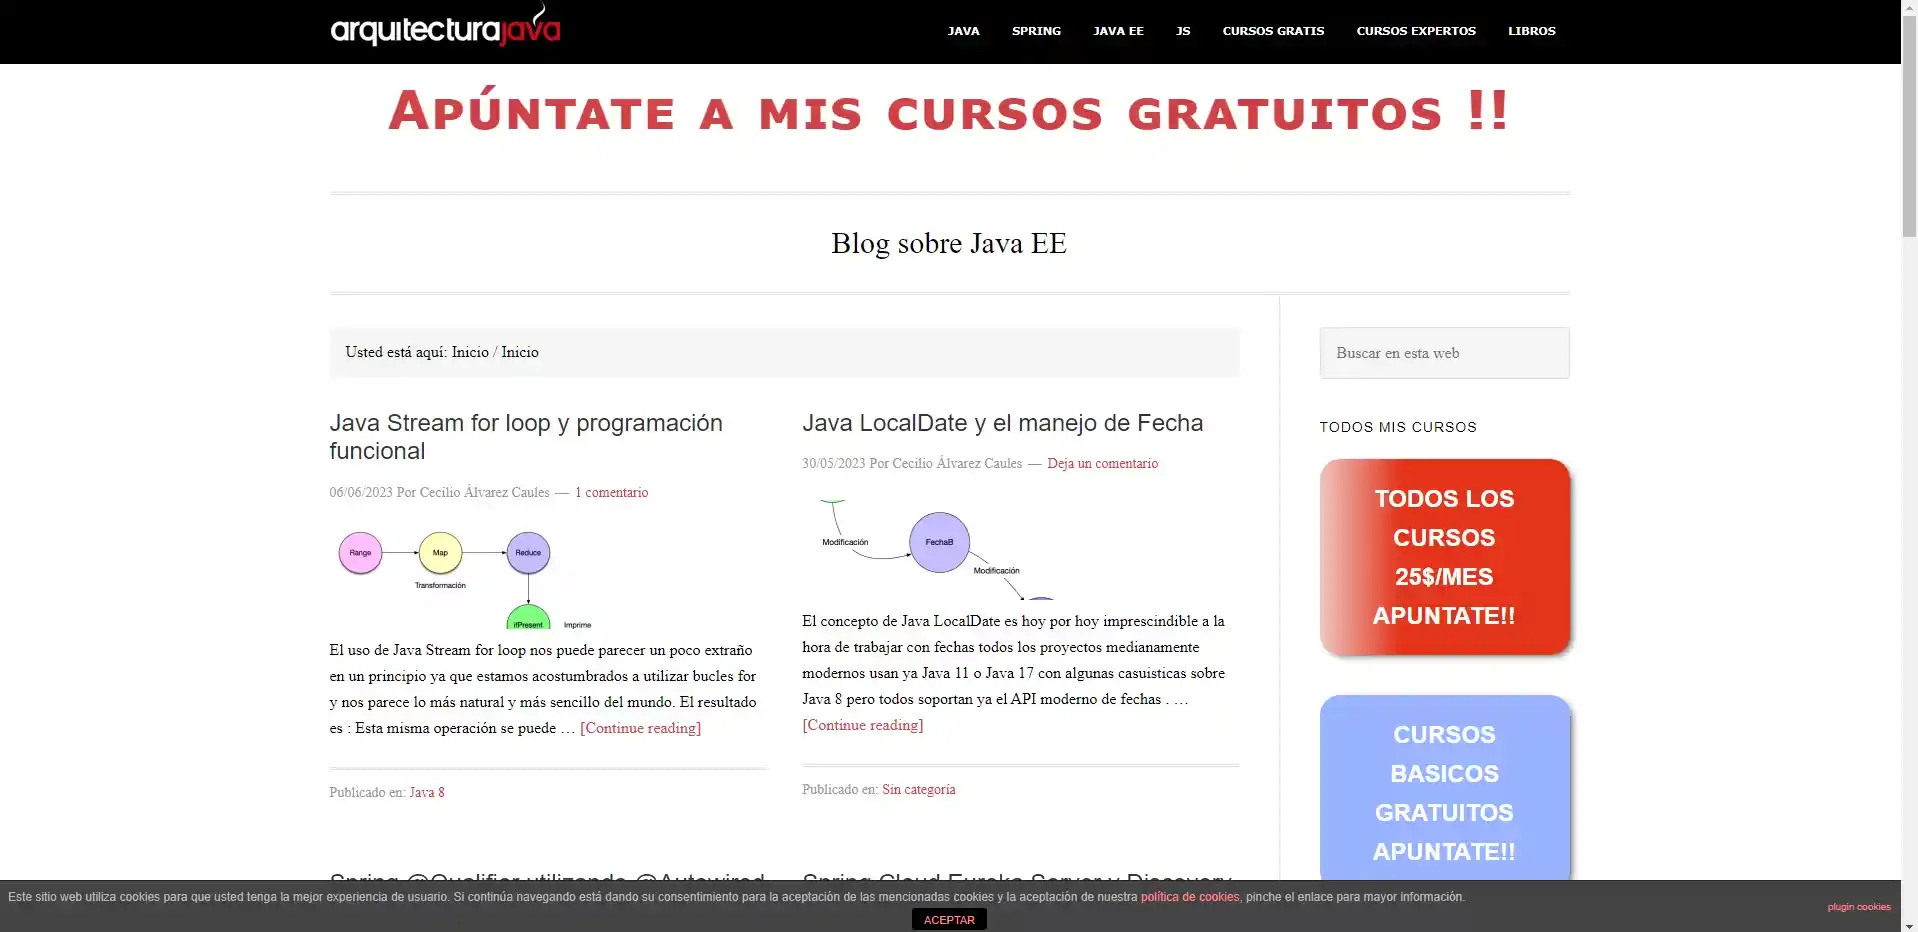 arquitecturajava
JAVA SPRING JAVA EE JS CURSOS GRATIS CURSOS EXPERTOS LIBROS
Apúntate a mis cursos gratuitos !!
Blog sobre Java EE
Usted está aquí: Inicio / Inicio
Buscar en esta web
Java Stream for loop y programación
funcional
06/06/2023 Por Cecilio Álvarez Caules — 1 comentario
Range
Map
Reduce
Transformación
ifPresent
Imprime
El uso de Java Stream for loop nos puede parecer un poco extraño
en un principio ya que estamos acostumbrados a utilizar bucles for
y nos parece lo más natural y más sencillo del mundo. El resultado
es : Esta misma operación se puede … [Continue reading]
Publicado en: Java 8
Java LocalDate y el manejo de Fecha
30/05/2023 Por Cecilio Álvarez Caules — Deja un comentario
Modificación
FechaB
Modificación
El concepto de Java LocalDate es hoy por hoy imprescindible a la
hora de trabajar con fechas todos los proyectos medianamente
modernos usan ya Java 11 o Java 17 con algunas casuisticas sobre
Java 8 pero todos soportan ya el API moderno de fechas . …
[Continue reading]
Publicado en: Sin categoría
TODOS MIS CURSOS
TODOS LOS
CURSOS
25$/MES
APUNTATE!!
CURSOS
BASICOS
GRATUITOS
APUNTATE!!
Spring @Qualifier utilizando @Autowired
Spring Cloud Eureka Server y Discovery
Este sitio web utiliza cookies para que usted tenga la mejor experiencia de usuario. Si continúa navegando está dando su consentimiento para la aceptación de las mencionadas cookies y la aceptación de nuestra política de cookies, pinche el enlace para mayor información.
plugin cookies
ACEPTAR